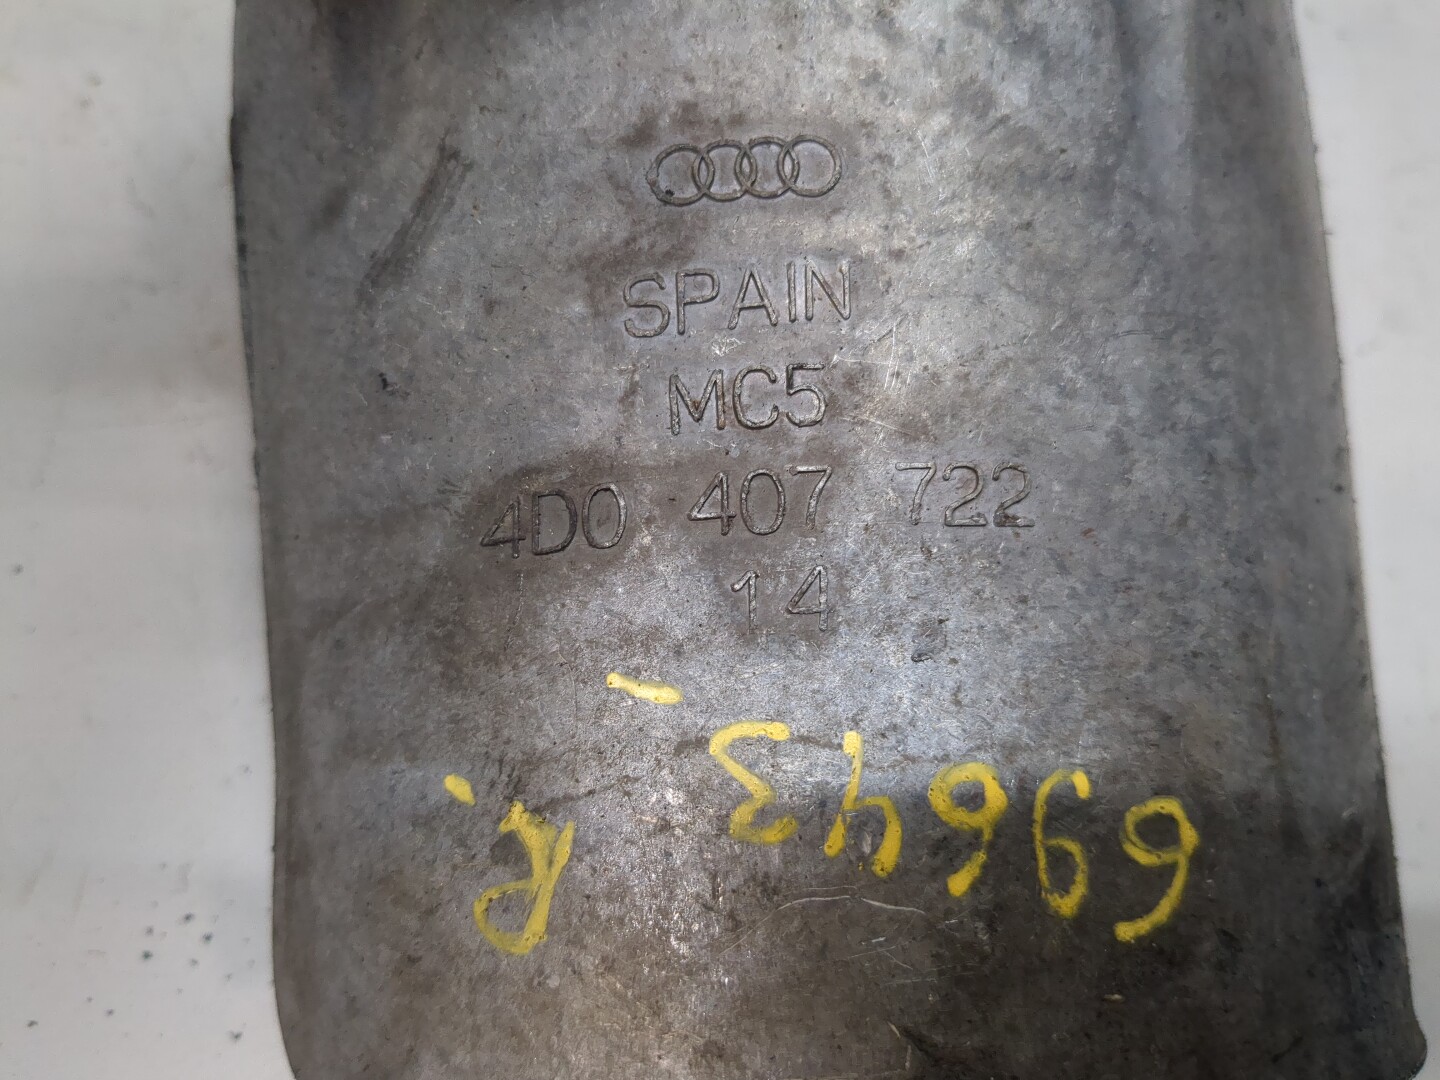 SPAIN
MC5
4D0 407 722
14
69643 - R.